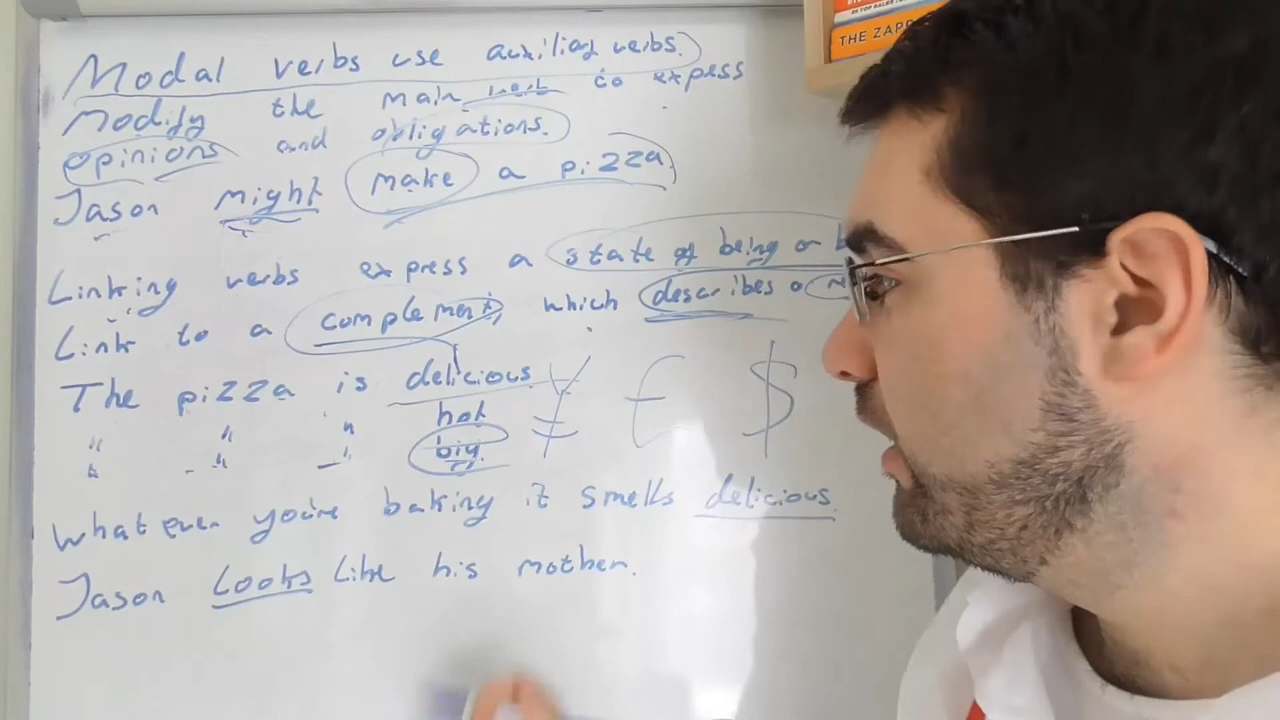 Modal verbs use auxiliary verbs.
Modify the main verb to express
opinions and obligations.
Jason might make a pizza.
Linking verbs express a state of being or b
Link to a complement, which describes or
The pizza is delicious ¥ € $
" " " hot
" " " big.
Whatever you're baking it smells delicious.
Jason Looks Like his mother.
THE ZAPP